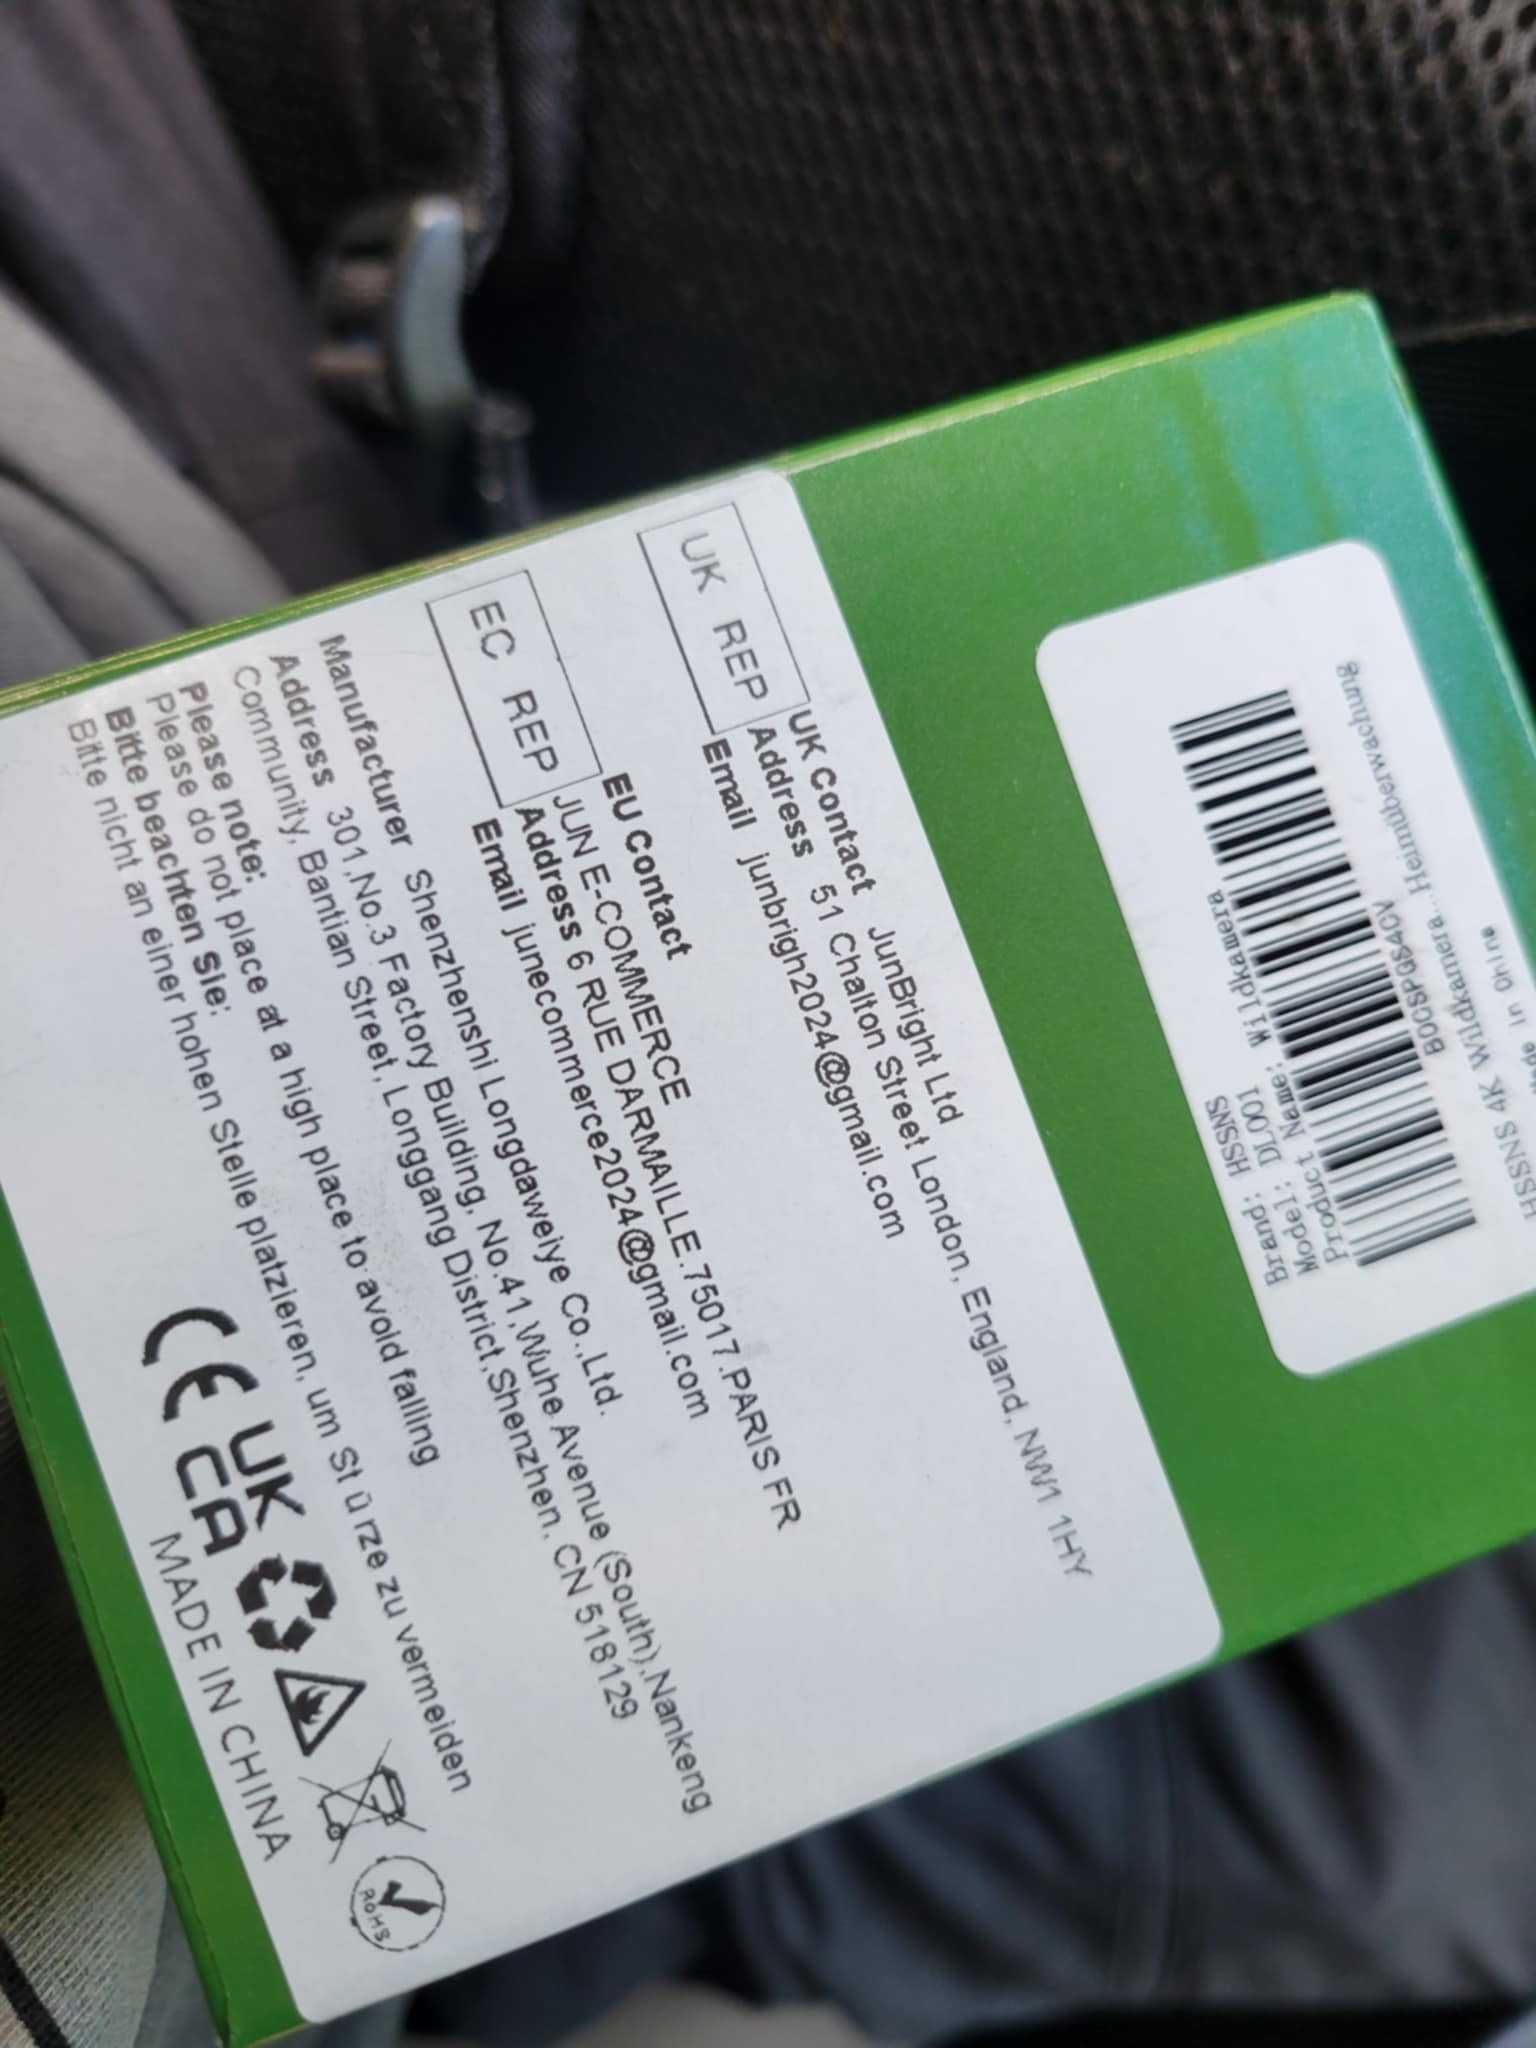 UK REP
UK Contact JunBright Ltd
Address 51 Chalton Street London, England, NW1 1HY
Email junbrigh2024@gmail.com
EC REP
EU Contact
JUN E-COMMERCE
Address 6 RUE DARMAILLE.75017.PARIS FR
Email junecommerce2024@gmail.com
Manufacturer Shenzhenshi Longdaweiye Co.,Ltd.
Address 301,No.3 Factory Building, No.41,Wuhe Avenue (South),Nankeng
Community, Bantian Street, Longgang District,Shenzhen, CN 518129
Please note:
Please do not place at a high place to avoid falling
Bitte beachten Sie:
Bitte nicht an einer hohen Stelle platzieren, um St ü rze zu vermeiden
CE UK CA
MADE IN CHINA
RoHS
HSSNS 4K Wildkamera...Heimüberwachung
B0CSPGS4CV
Product Name: Wildkamera
Model: DL001
Brand: HSSNS
in China